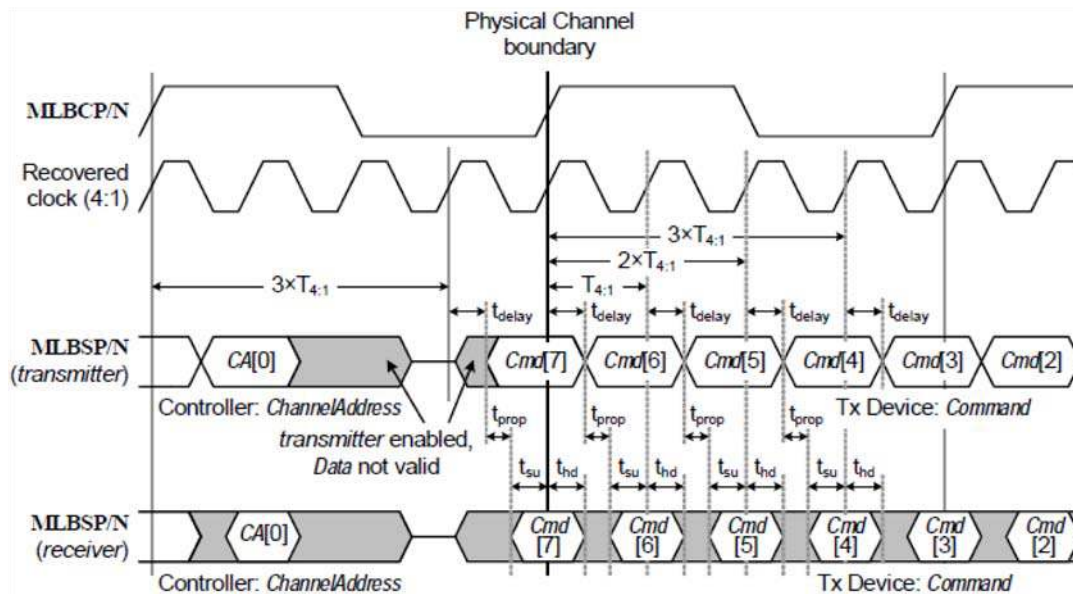 Physical Channel
boundary
MLBCP/N
Recovered
clock (4:1)
3×T4:1
2×T4:1
3×T4:1
T4:1
tdelay tdelay tdelay tdelay tdelay
MLBSP/N
(transmitter)
CA[0] Cmd[7] Cmd[6] Cmd[5] Cmd[4] Cmd[3] Cmd[2]
Controller: ChannelAddress
Tx Device: Command
transmitter enabled,
Data not valid
tprop tprop tprop tprop
tsu thd tsu thd tsu thd tsu thd
MLBSP/N
(receiver)
CA[0] Cmd Cmd Cmd Cmd Cmd Cmd
[7] [6] [5] [4] [3] [2]
Controller: ChannelAddress
Tx Device: Command